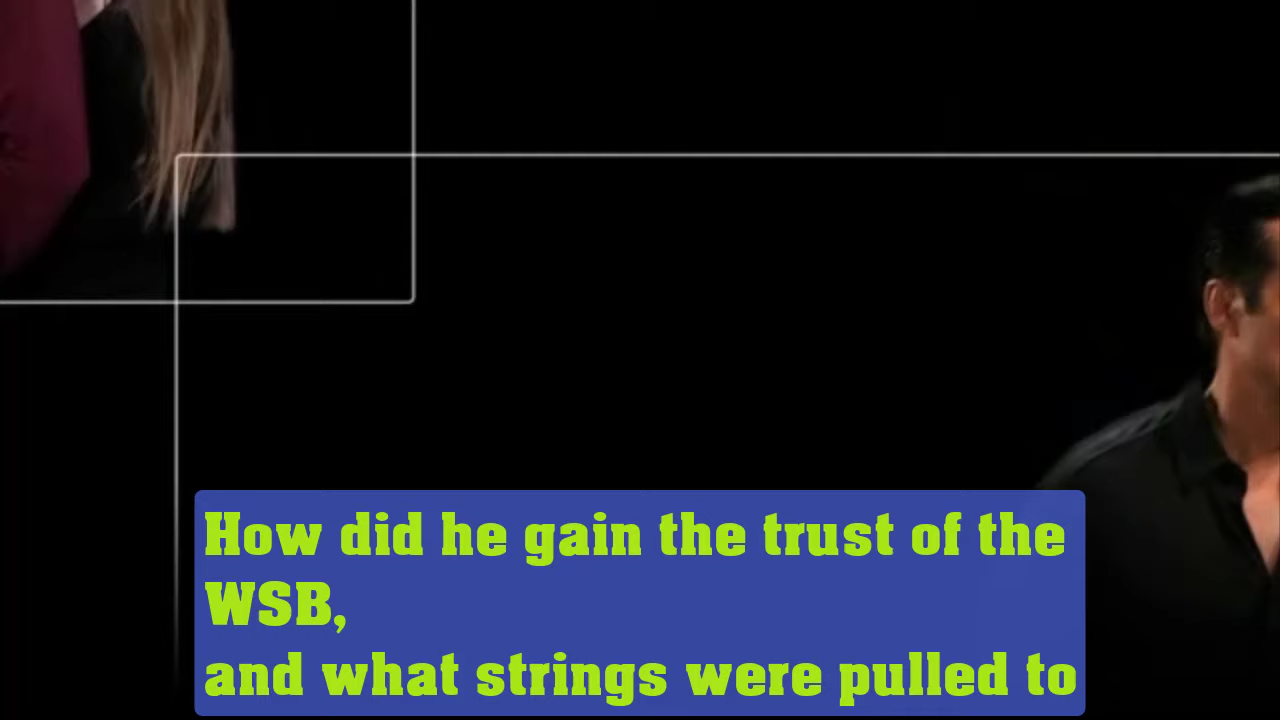 How did he gain the trust of the
WSB,
and what strings were pulled to